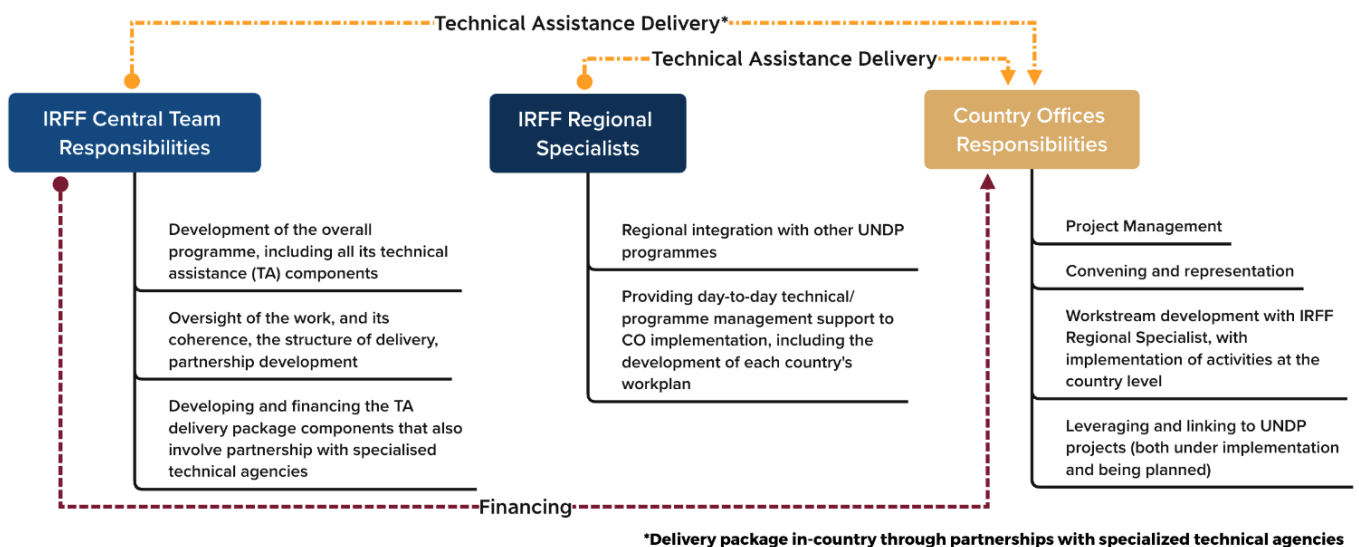 Technical Assistance Delivery*
Technical Assistance Delivery
IRFF Central Team
Responsibilities
Development of the overall
programme, including all its technical
assistance (TA) components
Oversight of the work, and its
coherence, the structure of delivery,
partnership development
Developing and financing the TA
delivery package components that also
involve partnership with specialised
technical agencies
IRFF Regional
Specialists
Regional integration with other UNDP
programmes
Providing day-to-day technical/
programme management support to
CO implementation, including the
development of each country's
workplan
Country Offices
Responsibilities
Project Management
Convening and representation
Workstream development with IRFF
Regional Specialist, with
implementation of activities at the
country level
Leveraging and linking to UNDP
projects (both under implementation
and being planned)
Financing
*Delivery package in-country through partnerships with specialized technical agencies